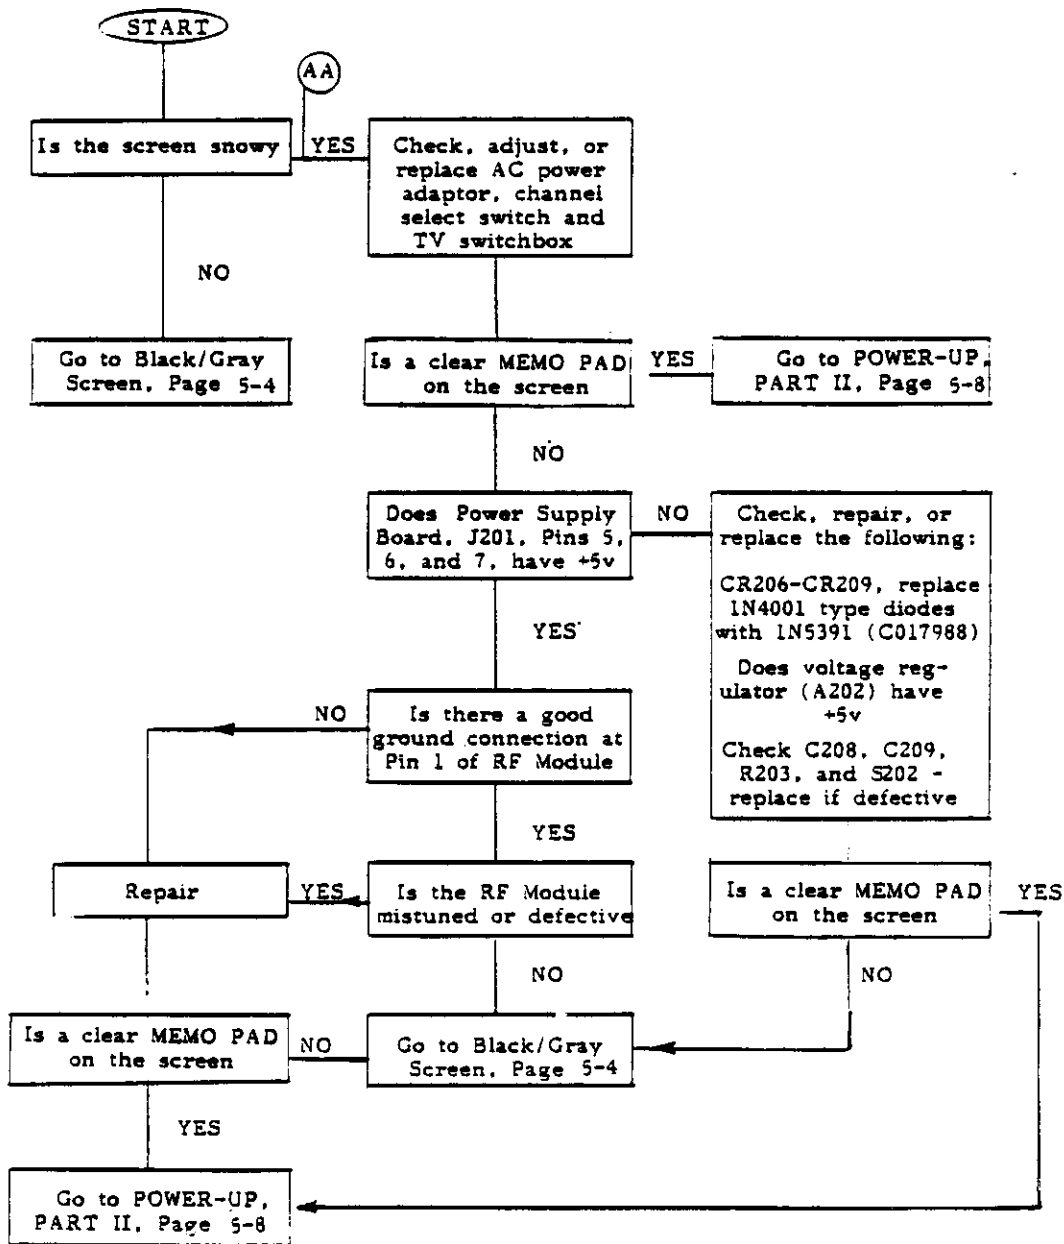 START
AA
Is the screen snowy
YES
Check, adjust, or
replace AC power
adaptor, channel
select switch and
TV switchbox
NO
Go to Black/Gray
Screen, Page 5-4
Is a clear MEMO PAD
on the screen
YES
Go to POWER-UP,
PART II, Page 5-8
NO
Does Power Supply
Board, J201, Pins 5,
6, and 7, have +5v
NO
Check, repair, or
replace the following:
CR206-CR209, replace
1N4001 type diodes
with 1N5391 (C017988)
Does voltage reg-
ulator (A202) have
+5v
Check C208, C209,
R203, and S202 -
replace if defective
YES
NO
Is there a good
ground connection at
Pin 1 of RF Module
YES
Repair
YES
Is the RF Module
mistuned or defective
Is a clear MEMO PAD
on the screen
YES
NO
NO
Is a clear MEMO PAD
on the screen
NO
Go to Black/Gray
Screen, Page 5-4
YES
Go to POWER-UP,
PART II, Page 5-8